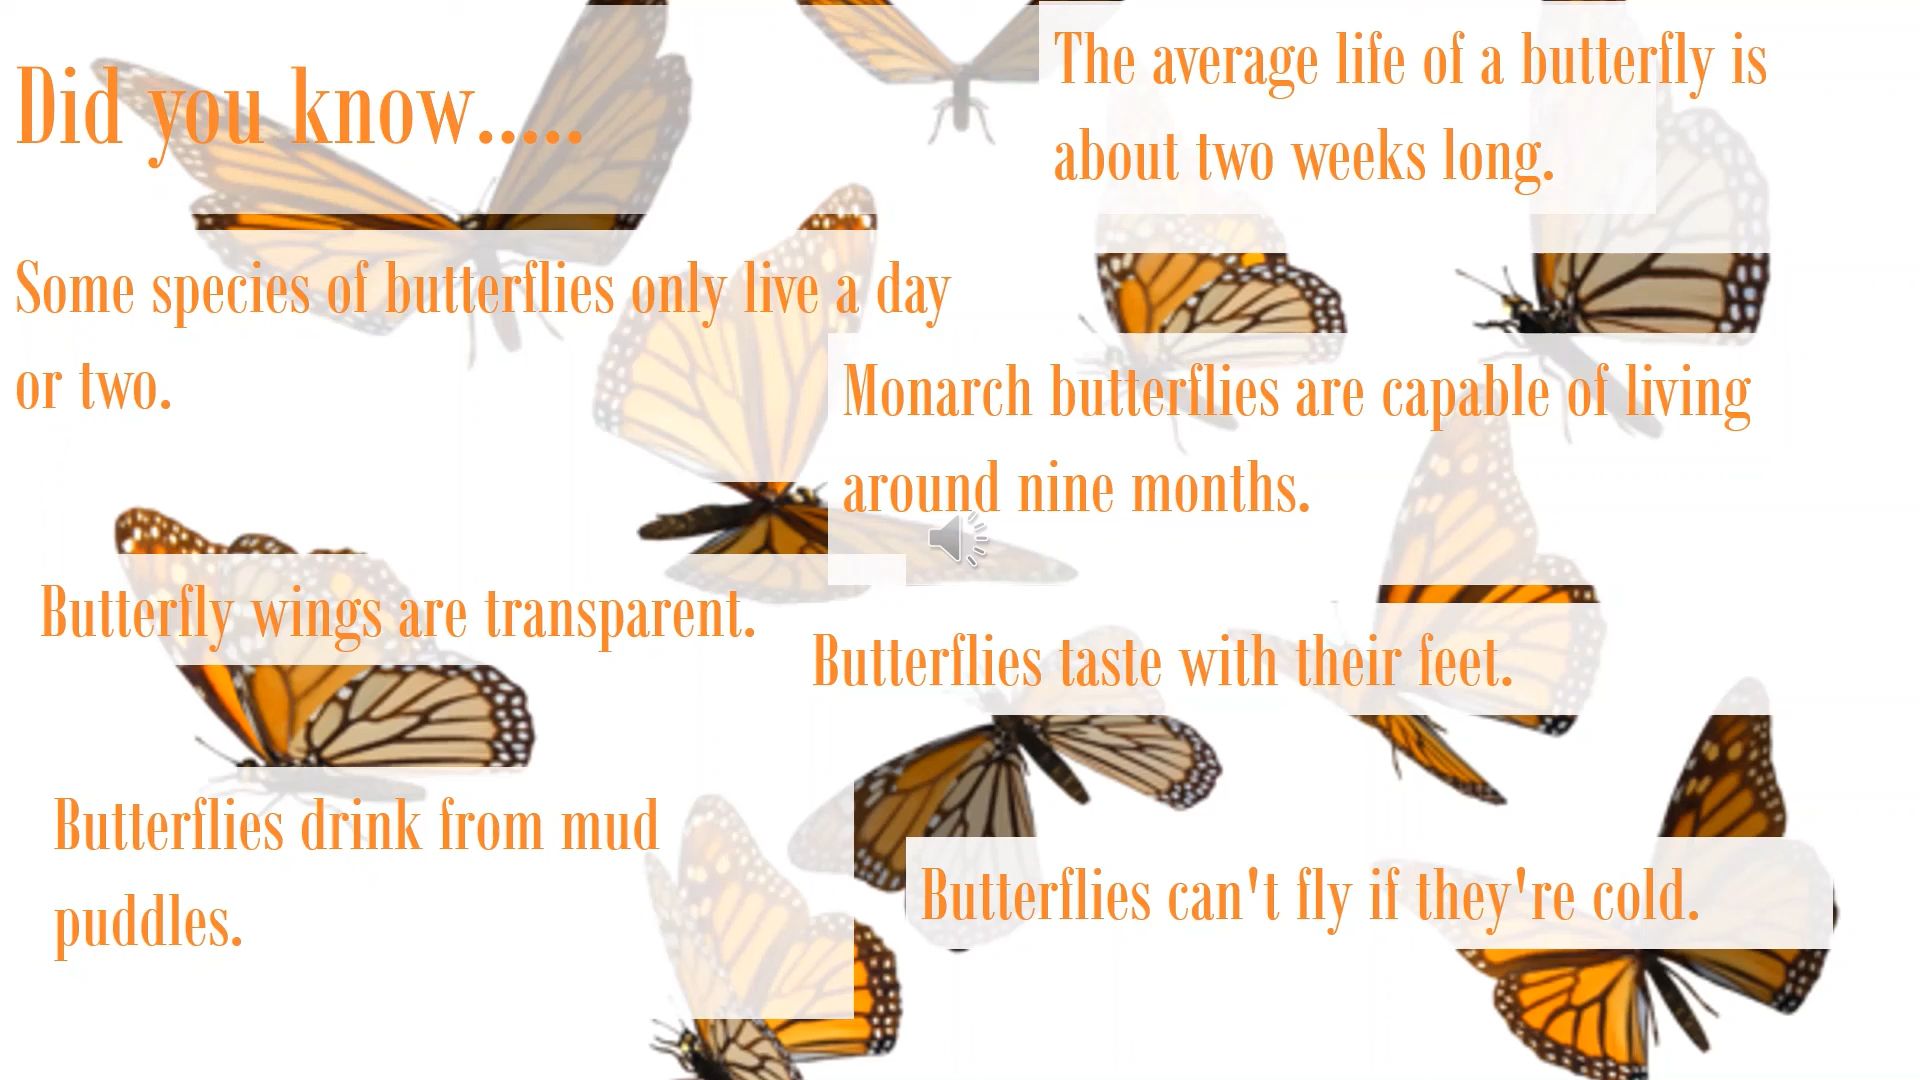 Did you know.....
The average life of a butterfly is
about two weeks long.
Some species of butterflies only live a day
or two.
Monarch butterflies are capable of living
around nine months.
Butterfly wings are transparent.
Butterflies taste with their feet.
Butterflies drink from mud
puddles.
Butterflies can't fly if they're cold.